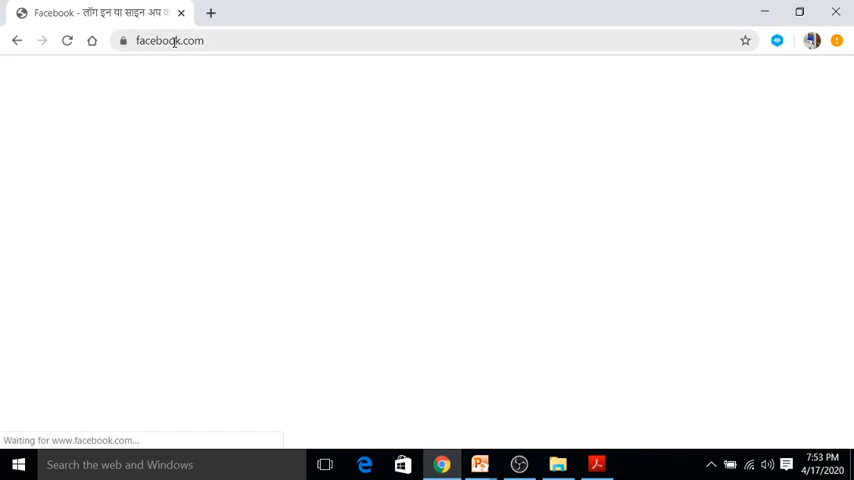 Facebook - लॉग इन या साइन अप
facebook.com
Waiting for www.facebook.com...
Search the web and Windows
7:53 PM
4/17/2020